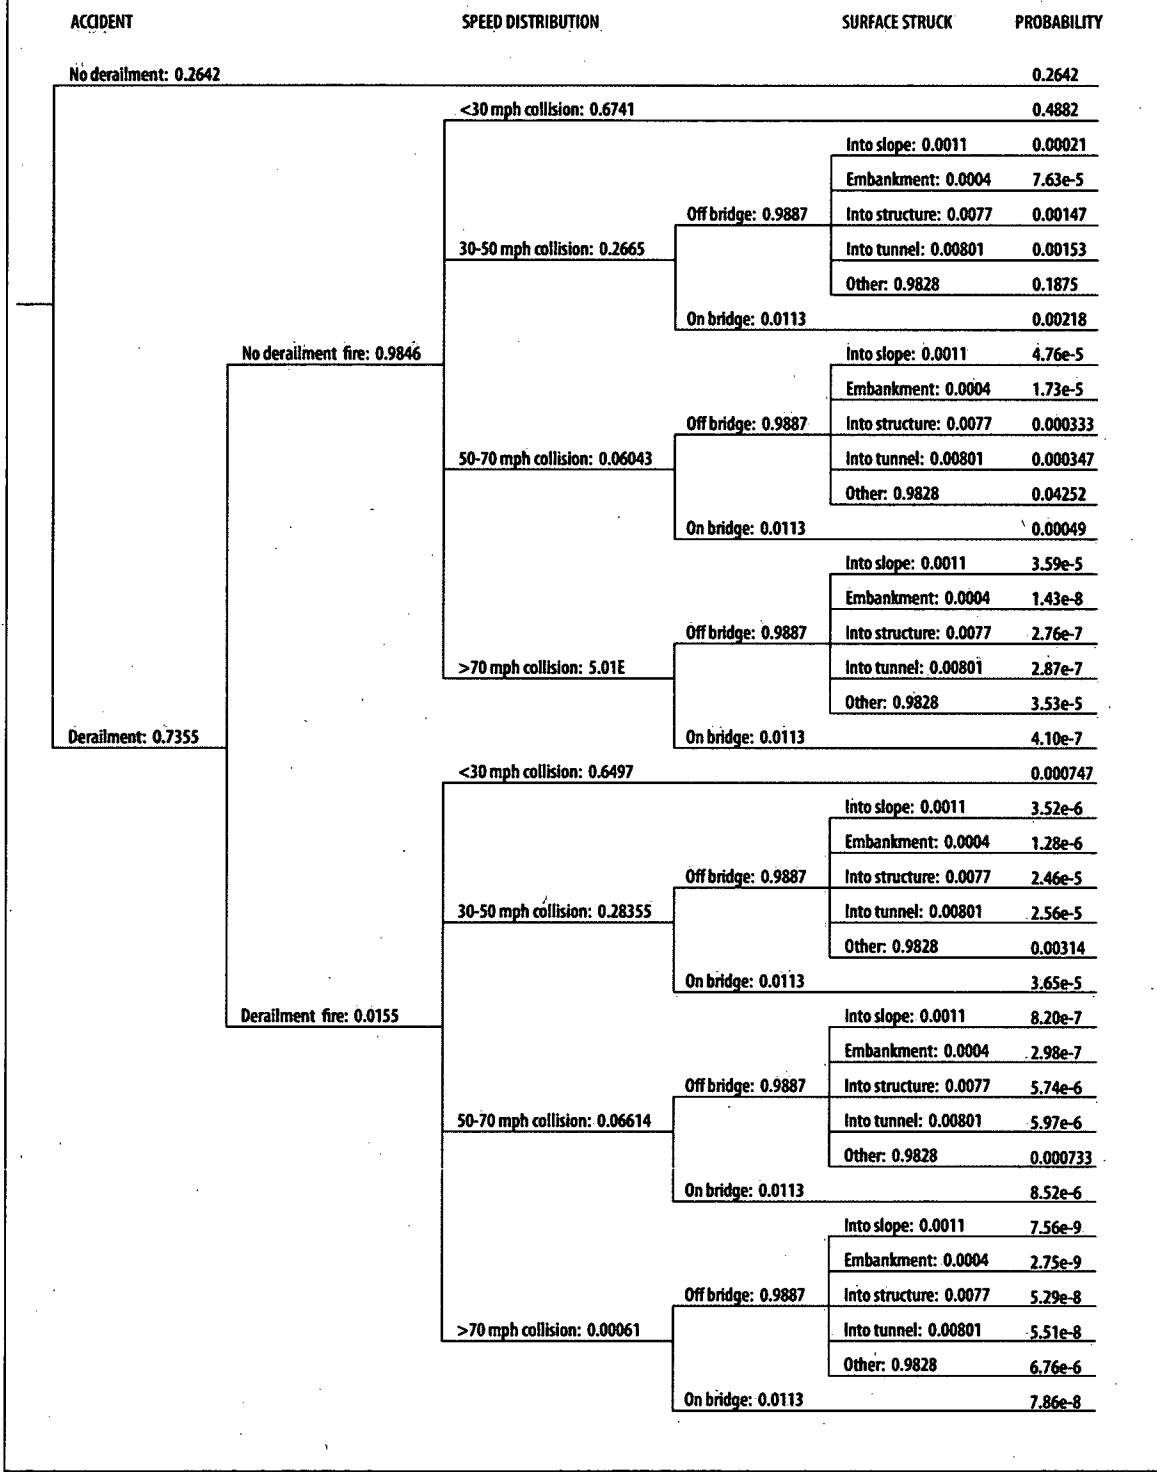 ACCIDENT SPEED DISTRIBUTION SURFACE STRUCK PROBABILITY
No derailment: 0.2642 0.2642
<30 mph collision: 0.6741 0.4882
Into slope: 0.0011 0.00021
Embankment: 0.0004 7.63e-5
Off bridge: 0.9887 Into structure: 0.0077 0.00147
30-50 mph collision: 0.2665 Into tunnel: 0.00801 0.00153
Other: 0.9828 0.1875
On bridge: 0.0113 0.00218
No derailment fire: 0.9846 Into slope: 0.0011 4.76e-5
Embankment: 0.0004 1.73e-5
Off bridge: 0.9887 Into structure: 0.0077 0.000333
50-70 mph collision: 0.06043 Into tunnel: 0.00801 0.000347
Other: 0.9828 0.04252
On bridge: 0.0113 0.00049
Into slope: 0.0011 3.59e-5
Embankment: 0.0004 1.43e-8
Off bridge: 0.9887 Into structure: 0.0077 2.76e-7
>70 mph collision: 5.01E Into tunnel: 0.00801 2.87e-7
Other: 0.9828 3.53e-5
Derailment: 0.7355 On bridge: 0.0113 4.10e-7
<30 mph collision: 0.6497 0.000747
Into slope: 0.0011 3.52e-6
Embankment: 0.0004 1.28e-6
Off bridge: 0.9887 Into structure: 0.0077 2.46e-5
30-50 mph collision: 0.28355 Into tunnel: 0.00801 2.56e-5
Other: 0.9828 0.00314
On bridge: 0.0113 3.65e-5
Derailment fire: 0.0155 Into slope: 0.0011 8.20e-7
Embankment: 0.0004 2.98e-7
Off bridge: 0.9887 Into structure: 0.0077 5.74e-6
50-70 mph collision: 0.06614 Into tunnel: 0.00801 5.97e-6
Other: 0.9828 0.000733
On bridge: 0.0113 8.52e-6
Into slope: 0.0011 7.56e-9
Embankment: 0.0004 2.75e-9
Off bridge: 0.9887 Into structure: 0.0077 5.29e-8
>70 mph collision: 0.00061 Into tunnel: 0.00801 5.51e-8
Other: 0.9828 6.76e-6
On bridge: 0.0113 7.86e-8